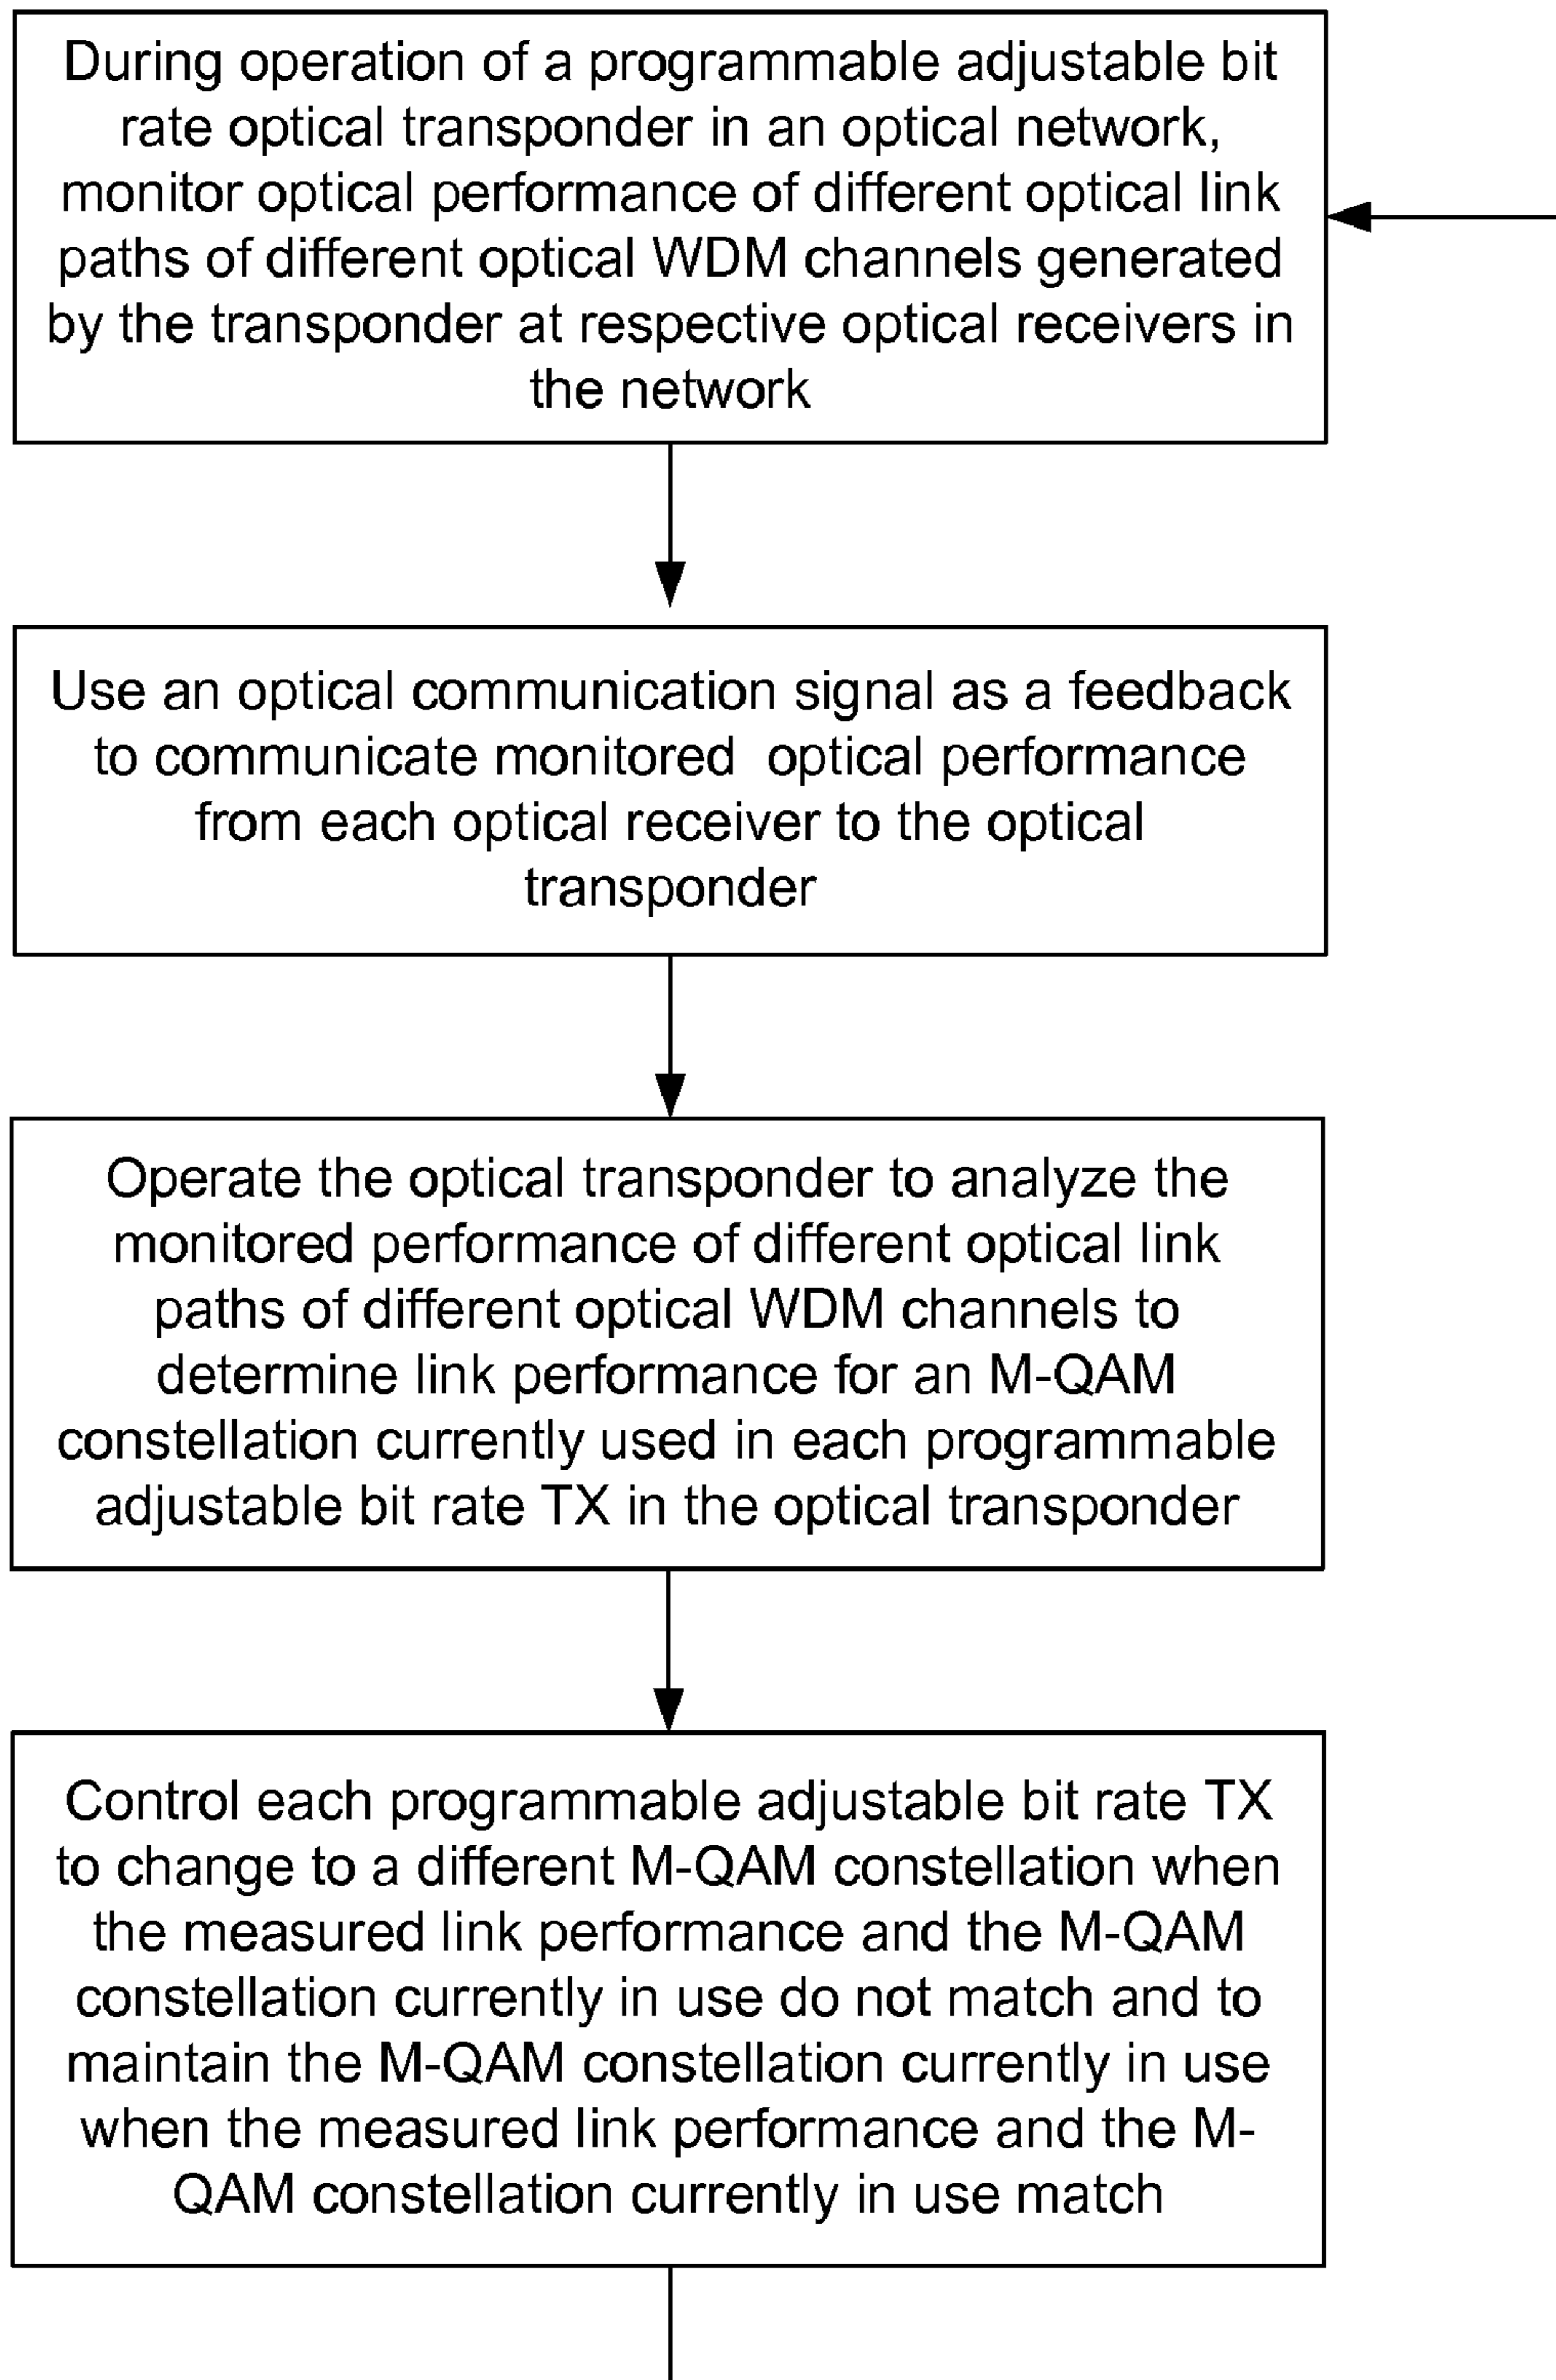 During operation of a programmable adjustable bit
rate optical transponder in an optical network,
monitor optical performance of different optical link
paths of different optical WDM channels generated
by the transponder at respective optical receivers in
the network
Use an optical communication signal as a feedback
to communicate monitored optical performance
from each optical receiver to the optical
transponder
Operate the optical transponder to analyze the
monitored performance of different optical link
paths of different optical WDM channels to
determine link performance for an M-QAM
constellation currently used in each programmable
adjustable bit rate TX in the optical transponder
Control each programmable adjustable bit rate TX
to change to a different M-QAM constellation when
the measured link performance and the M-QAM
constellation currently in use do not match and to
maintain the M-QAM constellation currently in use
when the measured link performance and the M-
QAM constellation currently in use match